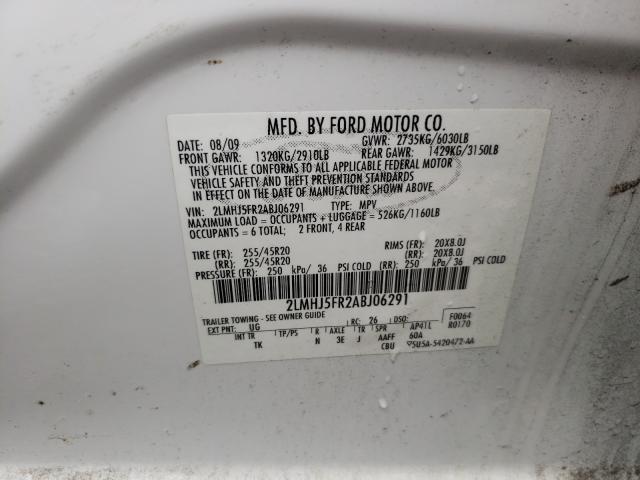 MFD. BY FORD MOTOR CO.
DATE: 08/09 GVWR: 2735KG/6030LB
FRONT GAWR: 1320KG/2910LB REAR GAWR: 1429KG/3150LB
THIS VEHICLE CONFORMS TO ALL APPLICABLE FEDERAL MOTOR
VEHICLE SAFETY AND THEFT PREVENTION STANDARDS
IN EFFECT ON THE DATE OF MANUFACTURE SHOWN ABOVE.
VIN: 2LMHJ5FR2ABJ06291 TYPE: MPV
MAXIMUM LOAD = OCCUPANTS + LUGGAGE = 526KG/1160LB
OCCUPANTS = 6 TOTAL; 2 FRONT, 4 REAR
TIRE (FR): 255/45R20 RIMS (FR): 20X8.0J
(RR): 255/45R20 (RR): 20X8.0J
PRESSURE (FR): 250 kPa/ 36 PSI COLD (RR): 250 kPa/ 36 PSI COLD
2LMHJ5FR2ABJ06291
TRAILER TOWING - SEE OWNER GUIDE
EXT PNT: UG RC: 26 DSO: F0064
AP41L R0170
INT TR TP/PS R AXLE TR SPR 60A
TK N 3E J AAFF
CBU 5U5A-5420472-AA